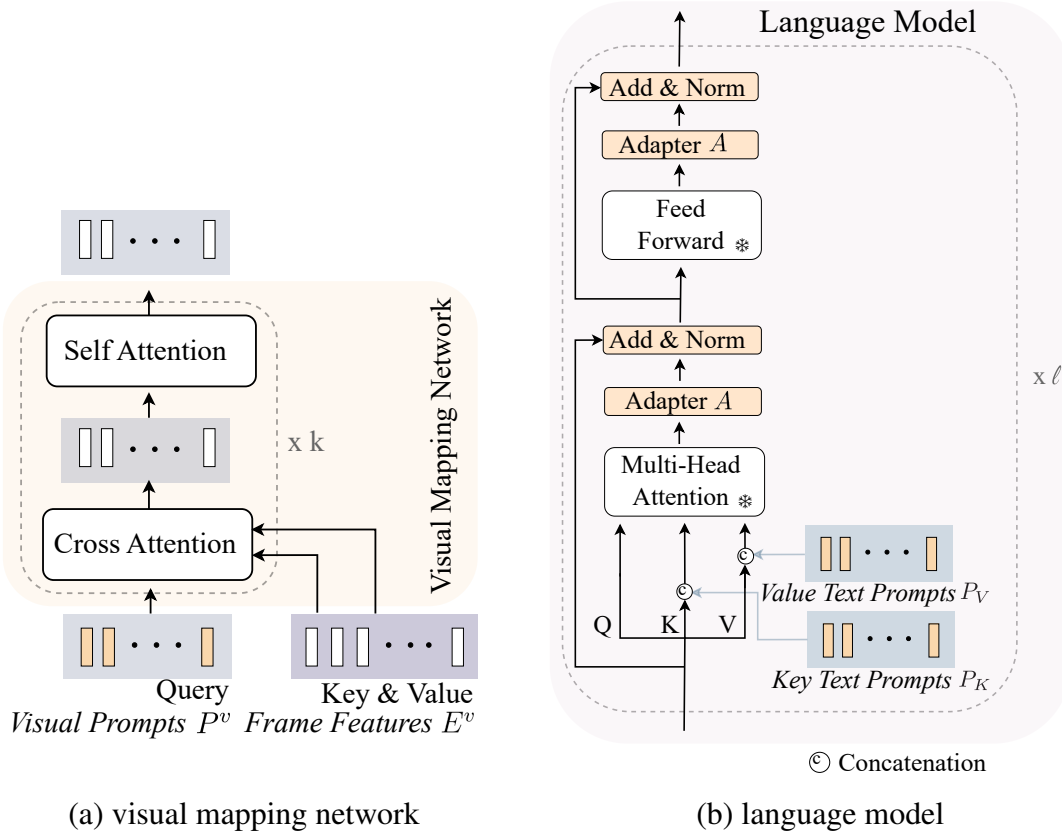 Self Attention
x k
Cross Attention
Visual Mapping Network
Query
Visual Prompts P^v
Key & Value
Frame Features E^v
(a) visual mapping network
Language Model
Add & Norm
Adapter A
Feed
Forward
Add & Norm
x ℓ
Adapter A
Multi-Head
Attention
c
Value Text Prompts P_V
c
Q
K
V
Key Text Prompts P_K
c Concatenation
(b) language model